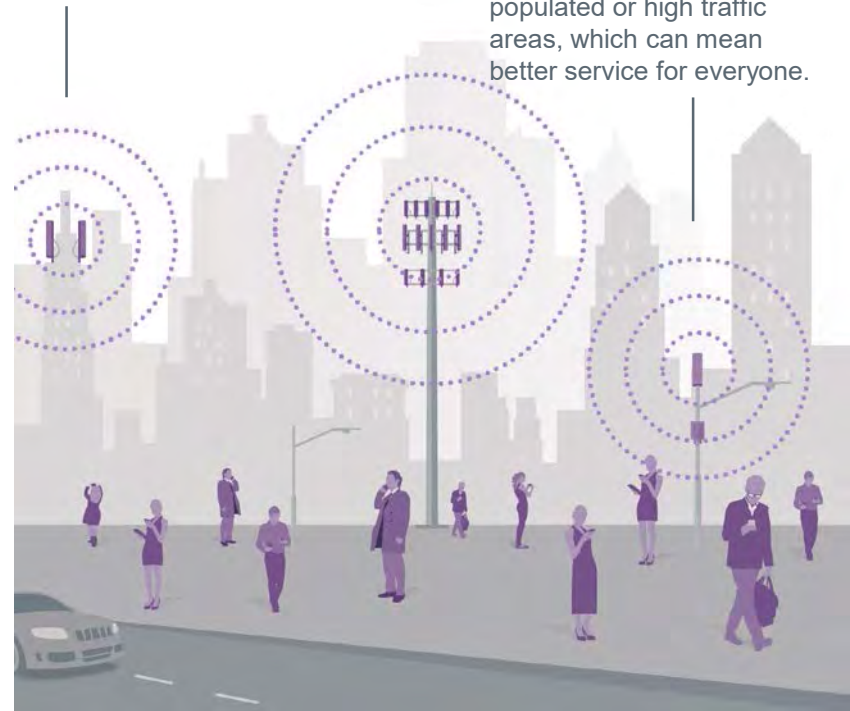 populated or high traffic
areas, which can mean
better service for everyone.